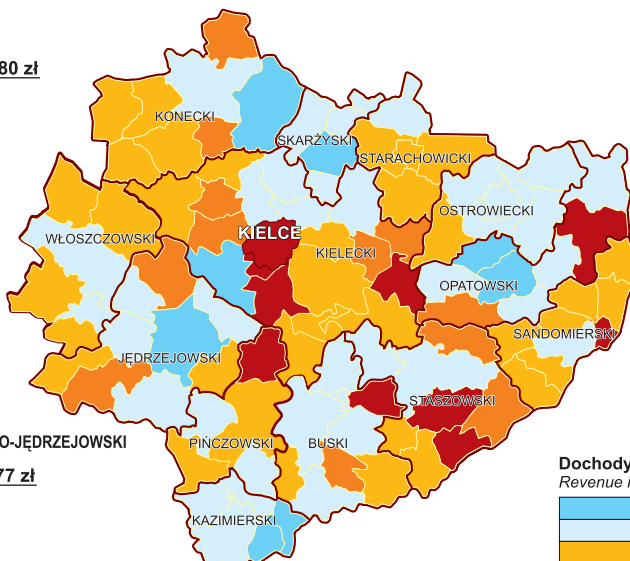 80 zł
KONECKI
SKARŻYSKI
STARACHOWICKI
OSTROWIECKI
KIELCE
WŁOSZCZOWSKI
KIELECKI
OPATOWSKI
SANDOMIERSKI
JĘDRZEJOWSKI
STASZOWSKI
O-JĘDRZEJOWSKI
PIŃCZOWSKI
BUSKI
77 zł
Dochody
Revenue i
KAZIMIERSKI